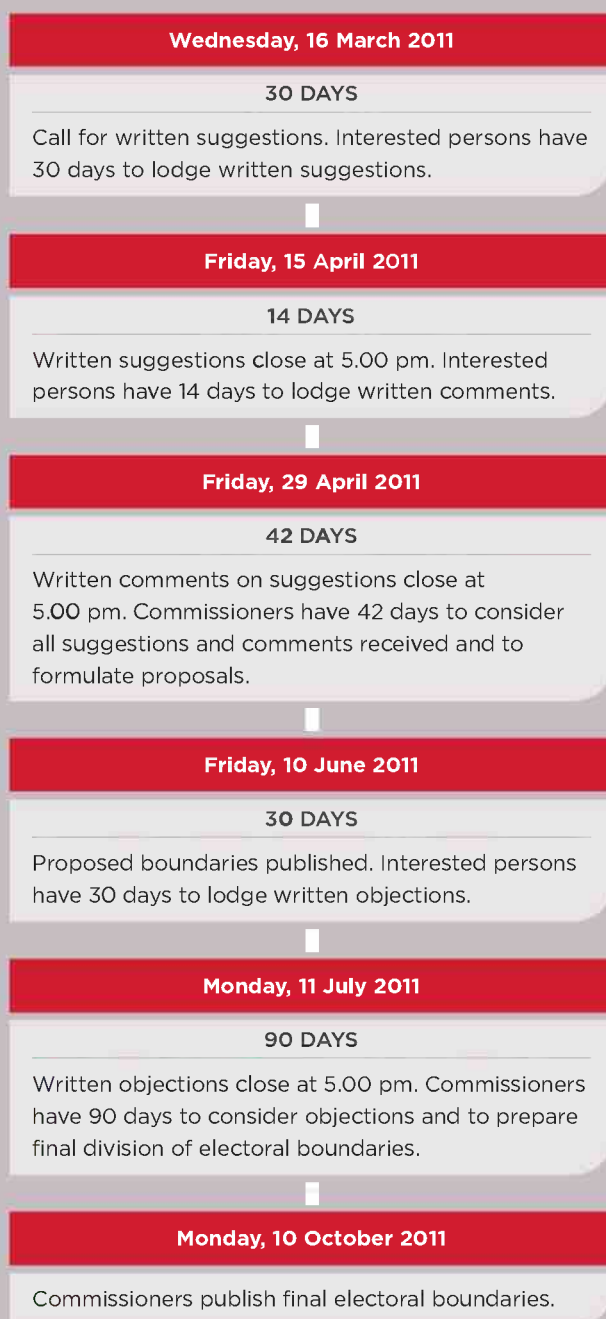 Wednesday, 16 March 2011
30 DAYS
Call for written suggestions. Interested persons have
30 days to lodge written suggestions.
Friday, 15 April 2011
14 DAYS
Written suggestions close at 5.00 pm. Interested
persons have 14 days to lodge written comments.
Friday, 29 April 2011
42 DAYS
Written comments on suggestions close at
5.00 pm. Commissioners have 42 days to consider
all suggestions and comments received and to
formulate proposals.
Friday, 10 June 2011
30 DAYS
Proposed boundaries published. Interested persons
have 30 days to lodge written objections.
Monday, 11 July 2011
90 DAYS
Written objections close at 5.00 pm. Commissioners
have 90 days to consider objections and to prepare
final division of electoral boundaries.
Monday, 10 October 2011
Commissioners publish final electoral boundaries.